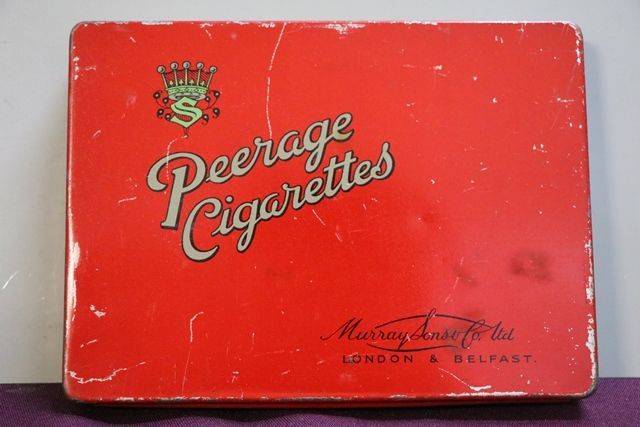 S
Peerage
Cigarettes
Murray Sons & Co. Ltd
LONDON & BELFAST.